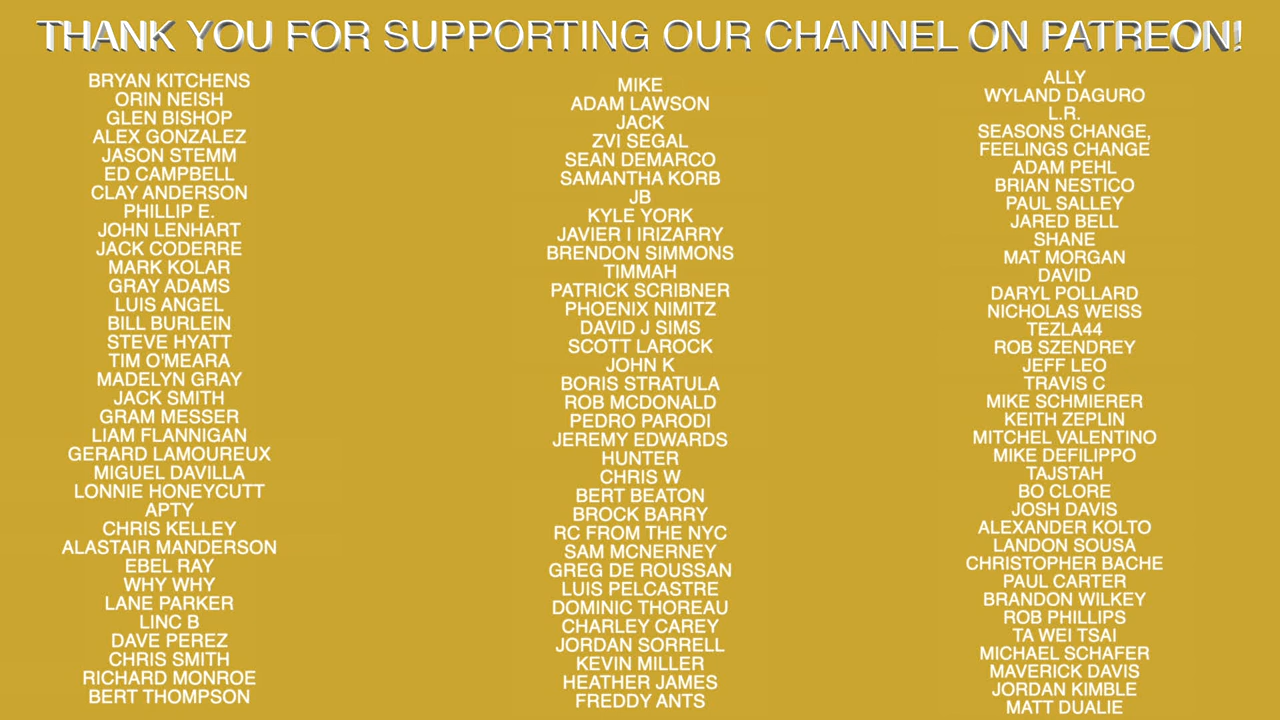 THANK YOU FOR SUPPORTING OUR CHANNEL ON PATREON!
BRYAN KITCHENS
ORIN NEISH
GLEN BISHOP
ALEX GONZALEZ
JASON STEMM
ED CAMPBELL
CLAY ANDERSON
PHILLIP E.
JOHN LENHART
JACK CODERRE
MARK KOLAR
GRAY ADAMS
LUIS ANGEL
BILL BURLEIN
STEVE HYATT
TIM O'MEARA
MADELYN GRAY
JACK SMITH
GRAM MESSER
LIAM FLANNIGAN
GERARD LAMOUREUX
MIGUEL DAVILLA
LONNIE HONEYCUTT
APTY
CHRIS KELLEY
ALASTAIR MANDERSON
EBEL RAY
WHY WHY
LANE PARKER
LINC B
DAVE PEREZ
CHRIS SMITH
RICHARD MONROE
BERT THOMPSON
MIKE
ADAM LAWSON
JACK
ZVI SEGAL
SEAN DEMARCO
SAMANTHA KORB
JB
KYLE YORK
JAVIER I IRIZARRY
BRENDON SIMMONS
TIMMAH
PATRICK SCRIBNER
PHOENIX NIMITZ
DAVID J SIMS
SCOTT LAROCK
JOHN K
BORIS STRATULA
ROB MCDONALD
PEDRO PARODI
JEREMY EDWARDS
HUNTER
CHRIS W
BERT BEATON
BROCK BARRY
RC FROM THE NYC
SAM MCNERNEY
GREG DE ROUSSAN
LUIS PELCASTRE
DOMINIC THOREAU
CHARLEY CAREY
JORDAN SORRELL
KEVIN MILLER
HEATHER JAMES
FREDDY ANTS
ALLY
WYLAND DAGURO
L.R.
SEASONS CHANGE,
FEELINGS CHANGE
ADAM PEHL
BRIAN NESTICO
PAUL SALLEY
JARED BELL
SHANE
MAT MORGAN
DAVID
DARYL POLLARD
NICHOLAS WEISS
TEZLA44
ROB SZENDREY
JEFF LEO
TRAVIS C
MIKE SCHMIERER
KEITH ZEPLIN
MITCHEL VALENTINO
MIKE DEFILIPPO
TAJSTAH
BO CLORE
JOSH DAVIS
ALEXANDER KOLTO
LANDON SOUSA
CHRISTOPHER BACHE
PAUL CARTER
BRANDON WILKEY
ROB PHILLIPS
TA WEI TSAI
MICHAEL SCHAFER
MAVERICK DAVIS
JORDAN KIMBLE
MATT DUALIE